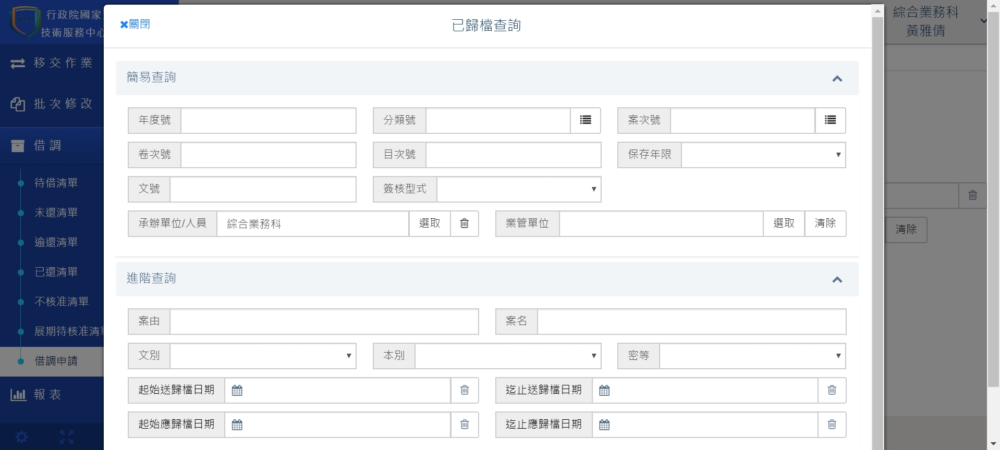 行政院國家
技術服務中心
移交作業
批次修改
借調
待借清單
未還清單
逾還清單
已還清單
不核准清單
展期待核准清單
借調申請
報表
關閉
已歸檔查詢
綜合業務科
黃雅倩
簡易查詢
年度號
分類號
案次號
卷次號
目次號
保存年限
文號
簽核型式
承辦單位/人員 綜合業務科 選取
業管單位 選取 清除
清除
進階查詢
案由
案名
文別
本別
密等
起始送歸檔日期
迄止送歸檔日期
起始應歸檔日期
迄止應歸檔日期